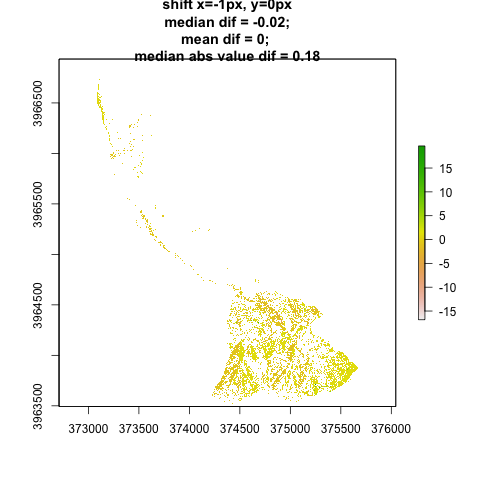 shift x=-1px, y=0px
median dif = -0.02;
mean dif = 0;
median abs value dif = 0.18
3966500
3965500
3964500
3963500
373000 373500 374500 375000 375500 376000
15
10
5
0
-5
-10
-15